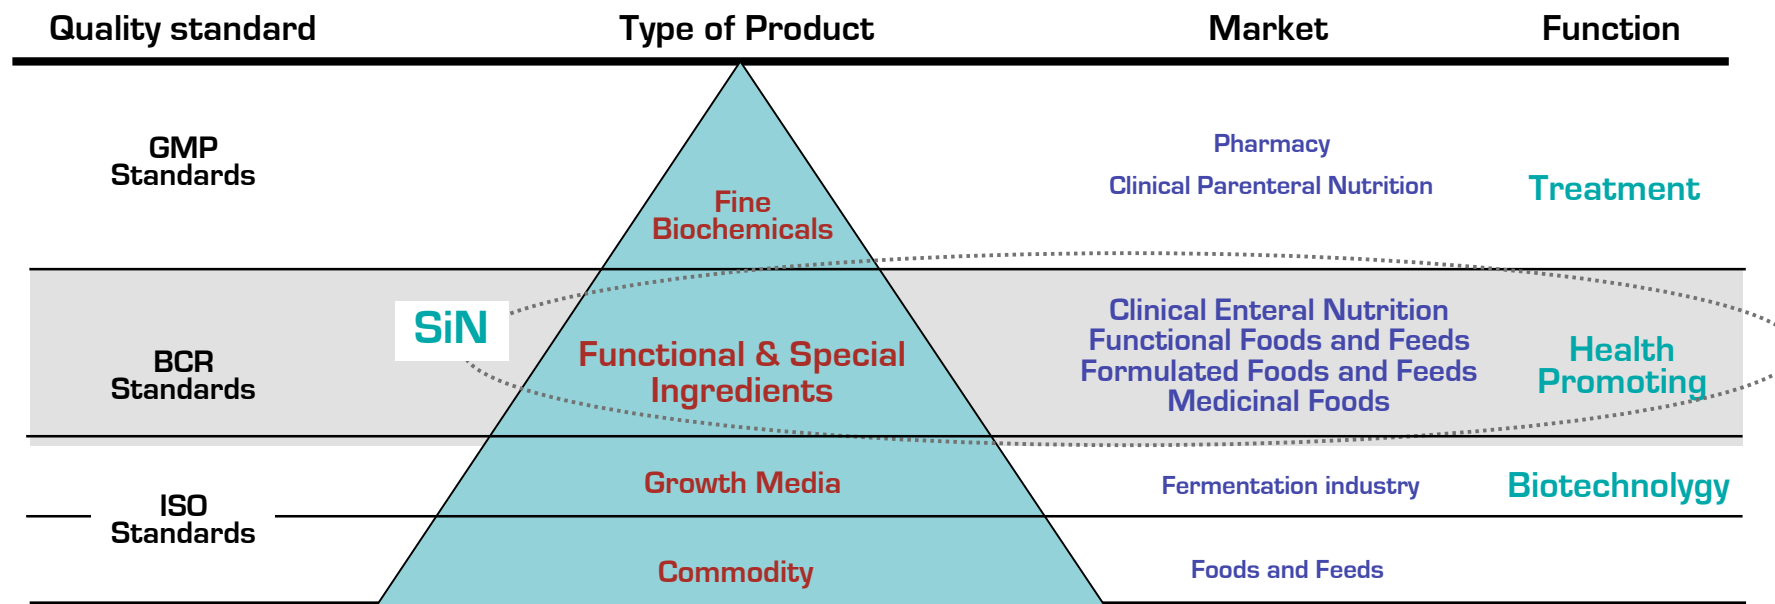 Quality standard
Type of Product
Market
Function
GMP
Standards
Fine
Biochemicals
Pharmacy
Clinical Parenteral Nutrition
Treatment
SiN
BCR
Standards
Functional & Special
Ingredients
Clinical Enteral Nutrition
Functional Foods and Feeds
Formulated Foods and Feeds
Medicinal Foods
Health
Promoting
ISO
Standards
Growth Media
Fermentation industry
Biotechnolygy
Commodity
Foods and Feeds